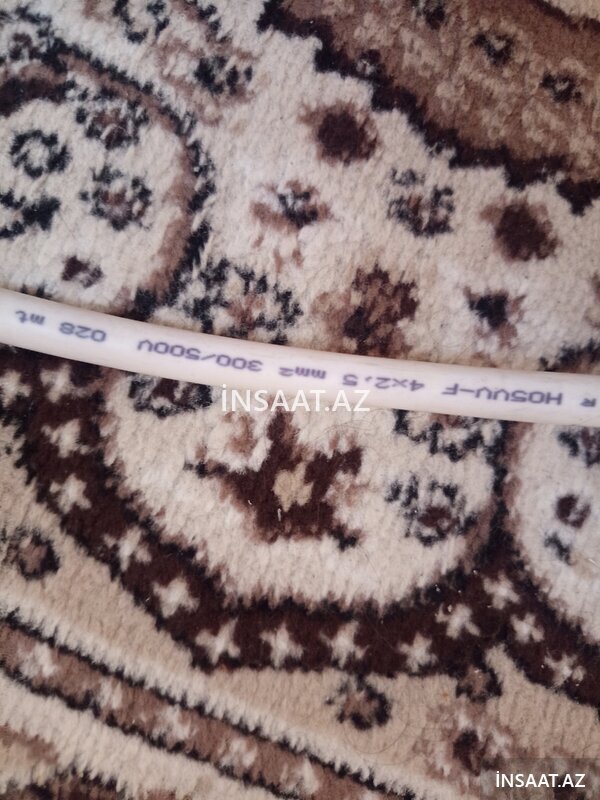 R H05VV-F 4x2,5 mm² 300/500V 028 mt
İNSAAT.AZ
İNSAAT.AZ